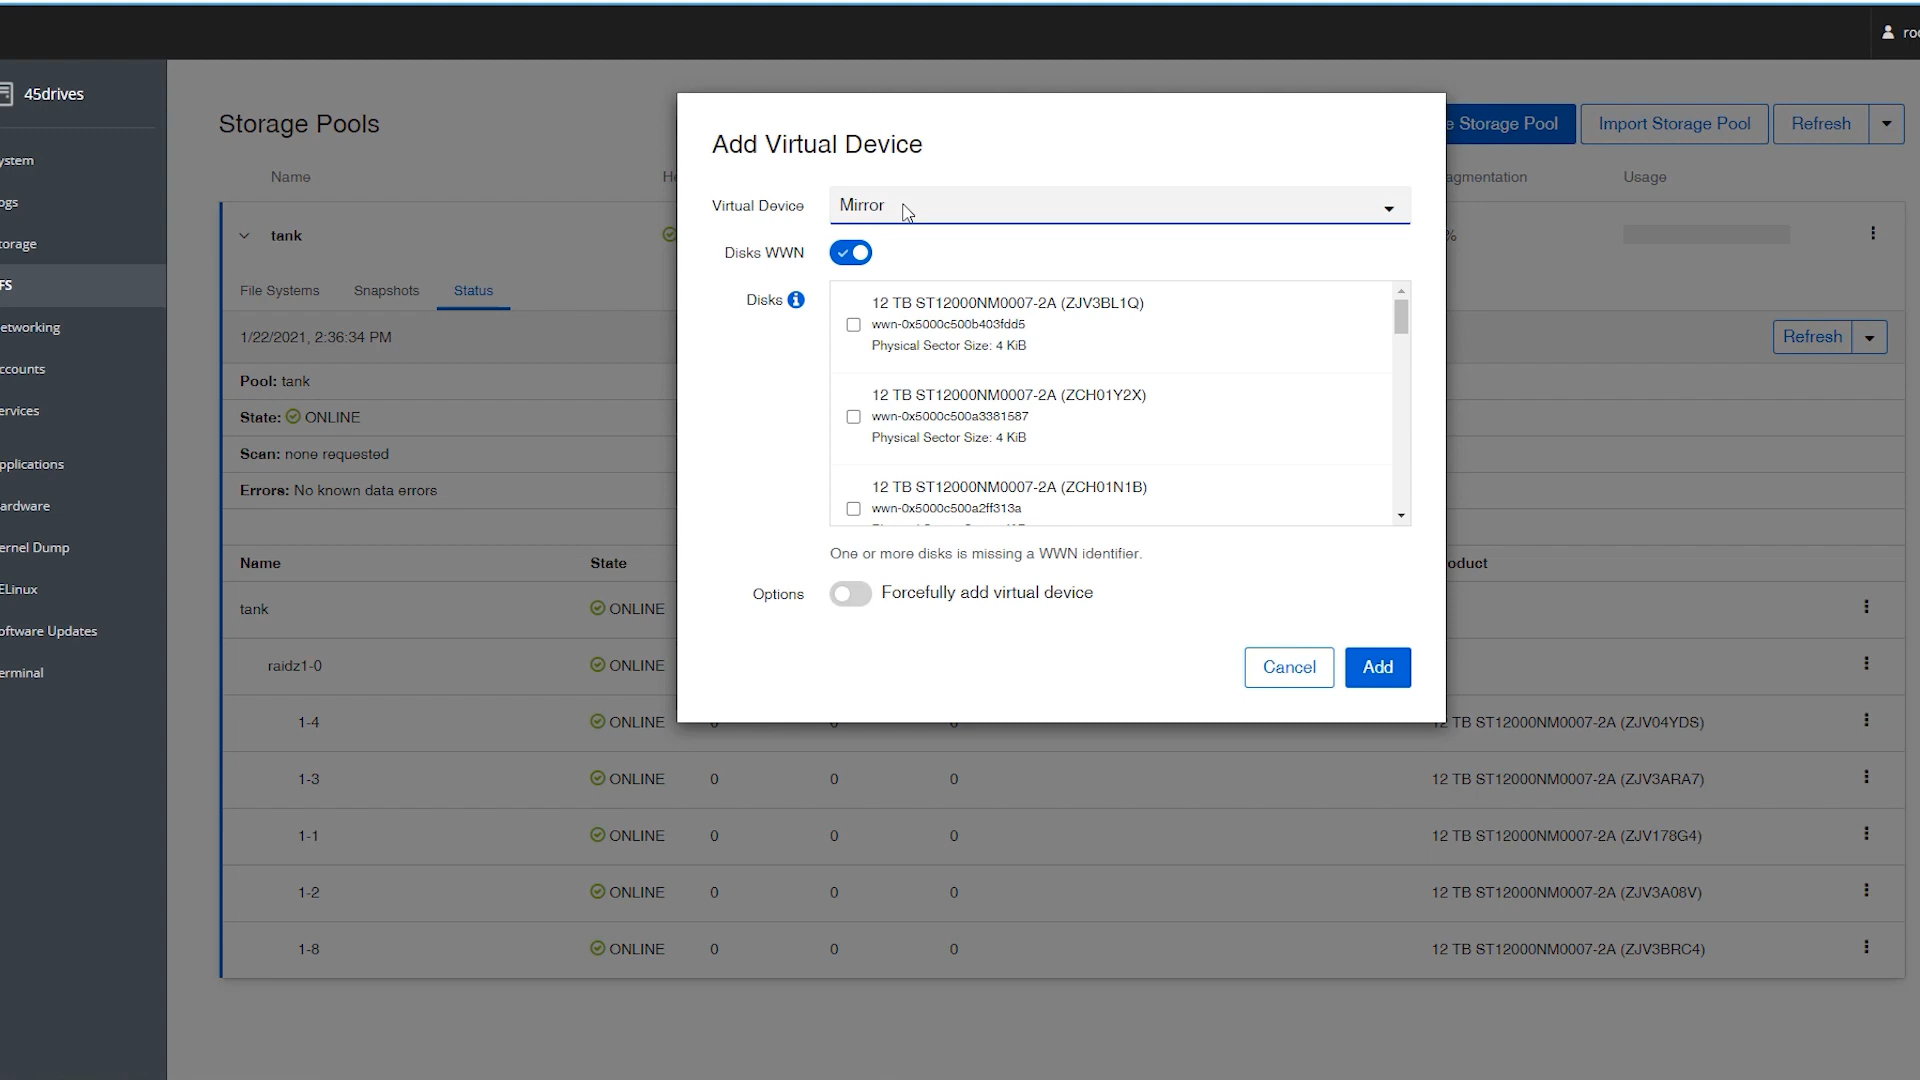 roo
45drives
ystem
ogs
torage
FS
etworking
ccounts
ervices
pplications
ardware
ernel Dump
ELinux
oftware Updates
erminal
Storage Pools
e Storage Pool
Import Storage Pool
Refresh
Name
He
agmentation
Usage
tank
%
File Systems
Snapshots
Status
1/22/2021, 2:36:34 PM
Refresh
Pool: tank
State: ONLINE
Scan: none requested
Errors: No known data errors
Name
State
oduct
tank
ONLINE
raidz1-0
ONLINE
1-4
ONLINE
0
0
0
12 TB ST12000NM0007-2A (ZJV04YDS)
1-3
ONLINE
0
0
0
12 TB ST12000NM0007-2A (ZJV3ARA7)
1-1
ONLINE
0
0
0
12 TB ST12000NM0007-2A (ZJV178G4)
1-2
ONLINE
0
0
0
12 TB ST12000NM0007-2A (ZJV3A08V)
1-8
ONLINE
0
0
0
12 TB ST12000NM0007-2A (ZJV3BRC4)
Add Virtual Device
Virtual Device
Mirror
Disks WWN
Disks
12 TB ST12000NM0007-2A (ZJV3BL1Q)
wwn-0x5000c500b403fdd5
Physical Sector Size: 4 KiB
12 TB ST12000NM0007-2A (ZCH01Y2X)
wwn-0x5000c500a3381587
Physical Sector Size: 4 KiB
12 TB ST12000NM0007-2A (ZCH01N1B)
wwn-0x5000c500a2ff313a
One or more disks is missing a WWN identifier.
Options
Forcefully add virtual device
Cancel
Add